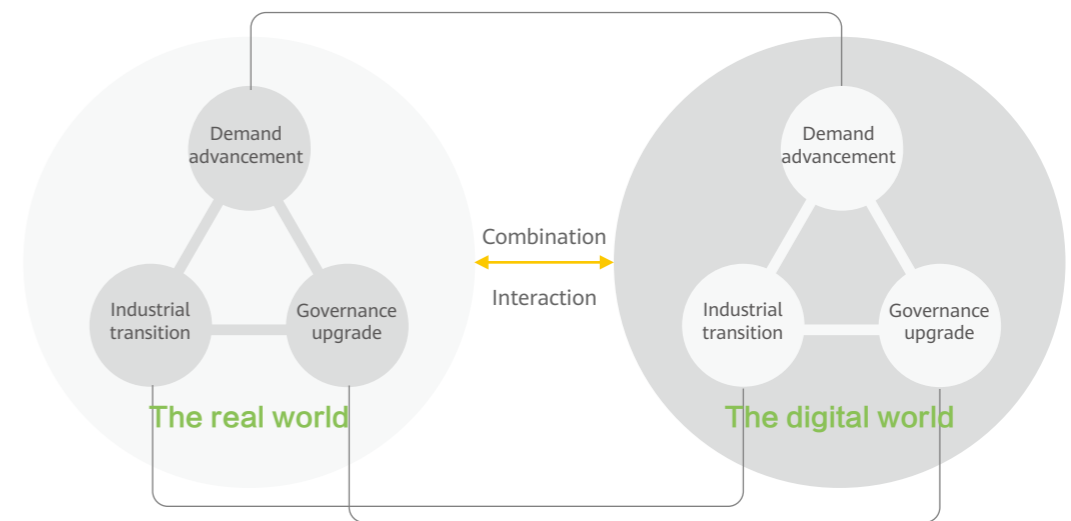 Demand
advancement
Industrial
transition
Governance
upgrade
The real world
Combination
Interaction
Demand
advancement
Industrial
transition
Governance
upgrade
The digital world